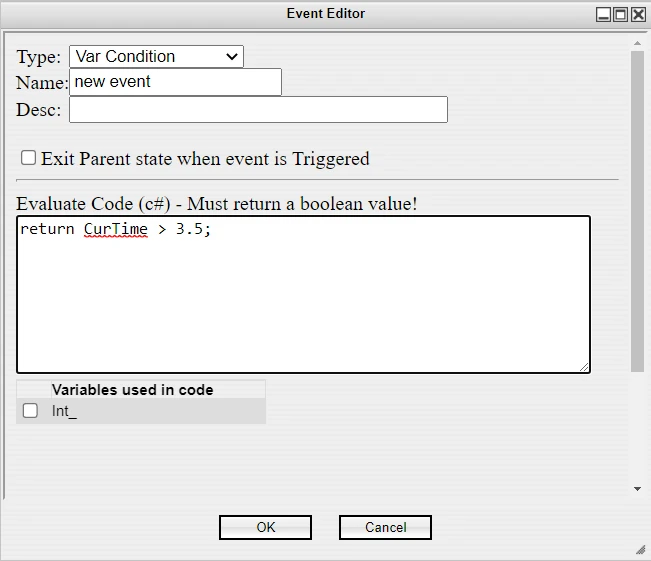 Event Editor
Type: Var Condition
Name: new event
Desc:
Exit Parent state when event is Triggered
Evaluate Code (c#) - Must return a boolean value!
return CurTime > 3.5;
Variables used in code
Int_
OK Cancel